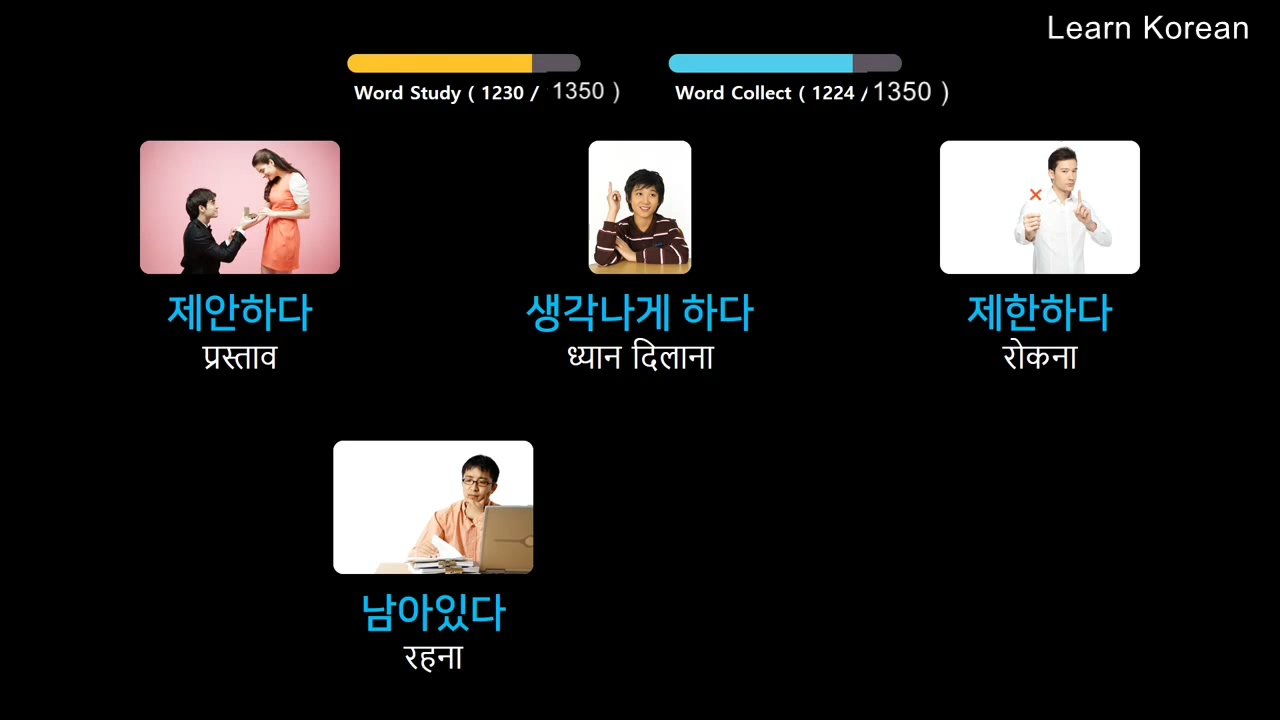 Learn Korean
Word Study ( 1230 / 1350 )
Word Collect ( 1224 / 1350 )
제안하다
प्रस्ताव
생각나게 하다
ध्यान दिलाना
제한하다
रोकना
남아있다
रहना